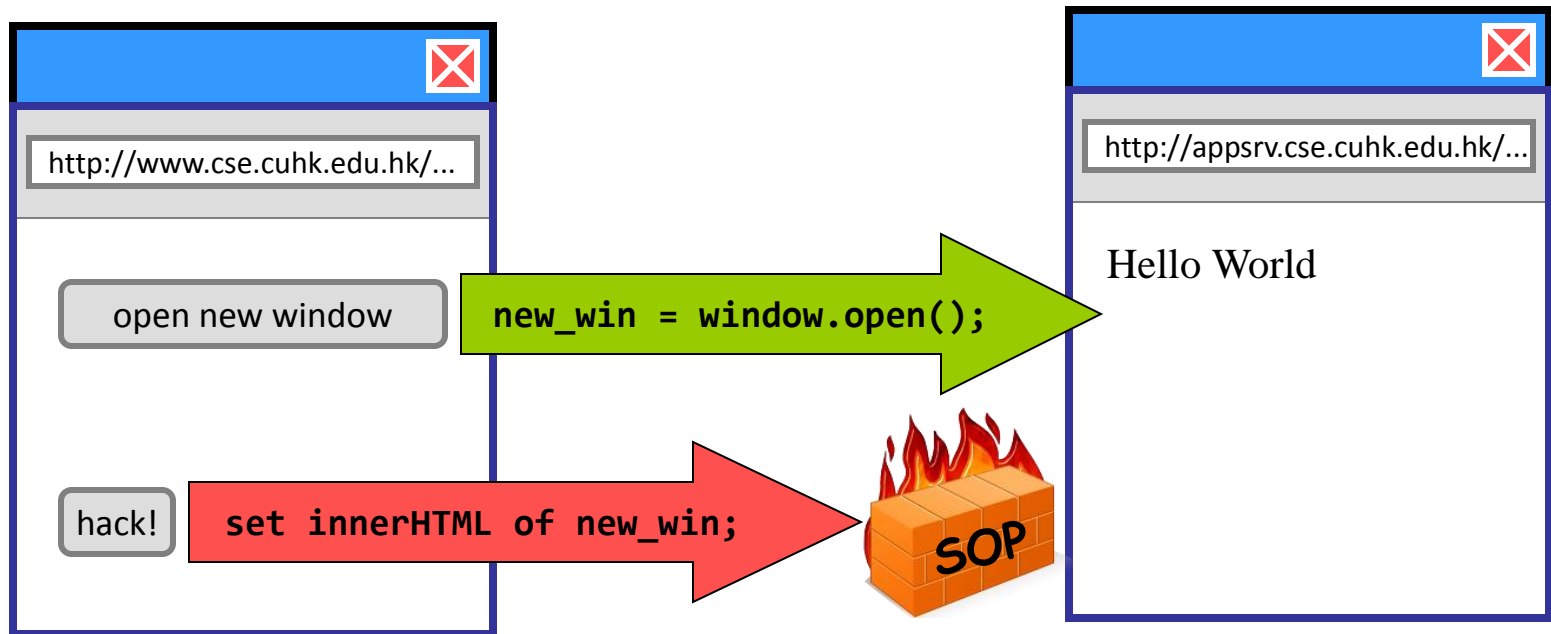 http://www.cse.cuhk.edu.hk/...
open new window
new_win = window.open();
hack!
set innerHTML of new_win;
SOP
http://appsrv.cse.cuhk.edu.hk/...
Hello World